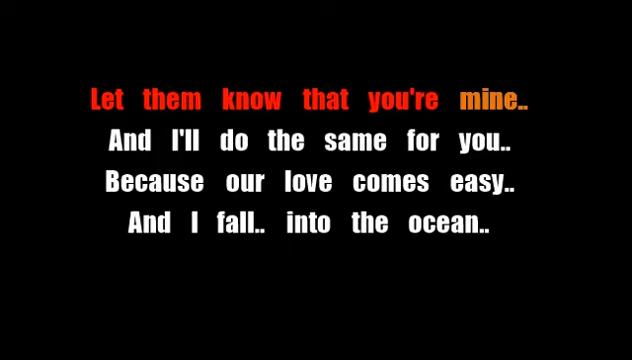 Let them know that you're mine..
And I'll do the same for you..
Because our love comes easy..
And I fall.. into the ocean..